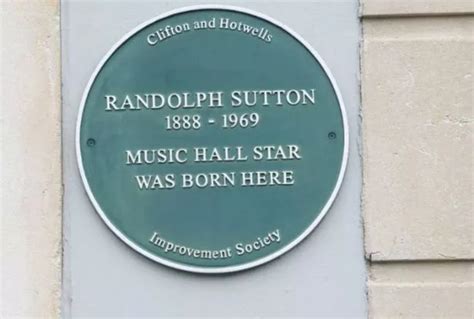 Clifton and Hotwells
RANDOLPH SUTTON
1888 - 1969
MUSIC HALL STAR
WAS BORN HERE
Improvement Society